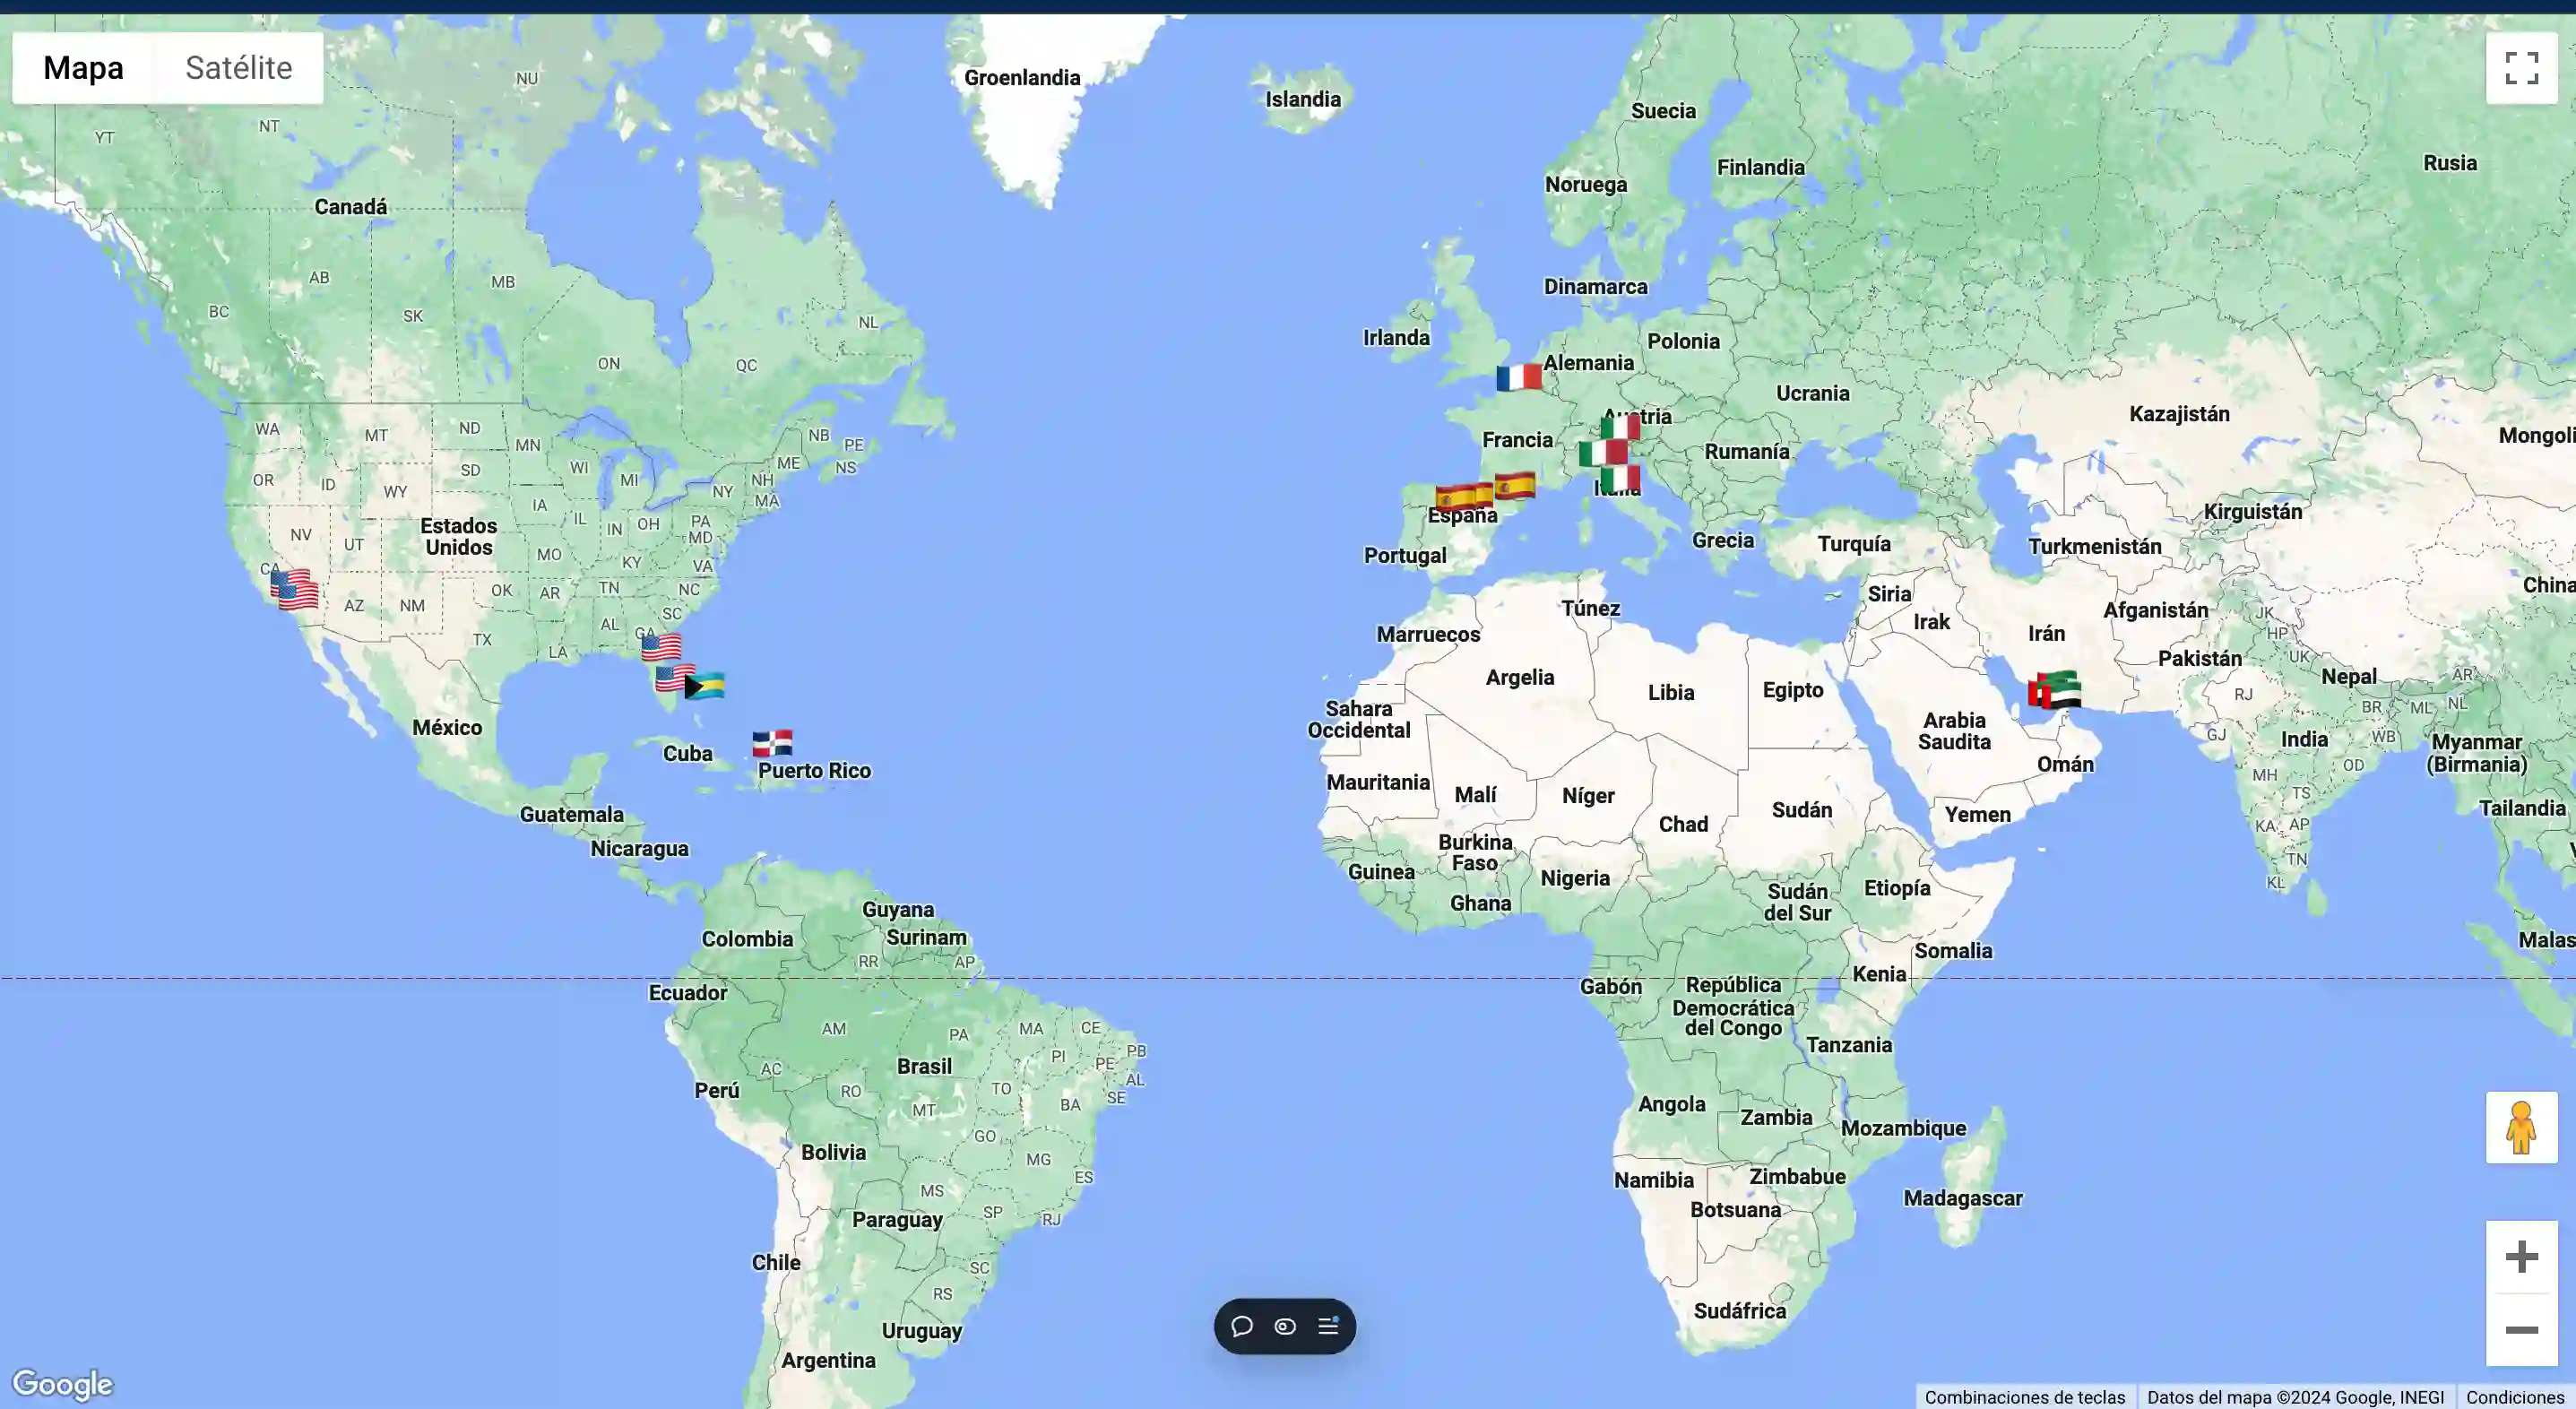 Mapa
Satélite
Groenlandia
Islandia
Suecia
Finlandia
Noruega
Rusia
NU
NT
YT
Canadá
AB
MB
BC
SK
NL
ON
QC
Dinamarca
Irlanda
Polonia
Alemania
Ucrania
Kazajistán
Francia
Rumanía
WA
MT
ND
MN
NB
PE
OR
ID
SD
WI
MI
ME
NS
WY
NY
NH
MA
IA
NV
UT
Estados
Unidos
IL
IN
OH
PA
MD
MO
KY
VA
CA
AZ
NM
OK
AR
TN
NC
SC
AL
GA
TX
LA
España
Portugal
Grecia
Turquía
Kirguistán
Turkmenistán
Siria
Irak
Irán
Afganistán
Pakistán
Túnez
Marruecos
Argelia
Libia
Egipto
JK
HP
UK
Nepal
AR
RJ
BR
ML
NL
GJ
India
WB
Myanmar
(Birmania)
México
Cuba
Puerto Rico
Sahara
Occidental
Arabia
Saudita
Omán
Mauritania
Malí
Níger
Chad
Sudán
Yemen
MH
OD
TS
Tailandia
KA
AP
TN
KL
Guatemala
Nicaragua
Burkina
Faso
Guinea
Nigeria
Ghana
Sudán
del Sur
Etiopía
Guyana
Surinam
Colombia
RR
AP
Somalia
Kenia
Ecuador
Gabón
República
Democrática
del Congo
AM
PA
MA
CE
PI
PB
PE
Tanzania
Brasil
AC
AL
Perú
RO
TO
SE
MT
BA
Angola
Zambia
Mozambique
GO
Bolivia
MG
ES
Namibia
Zimbabue
MS
Madagascar
Paraguay
SP
RJ
Botsuana
Chile
SC
RS
Sudáfrica
Uruguay
Argentina
Google
Combinaciones de teclas
Datos del mapa ©2024 Google, INEGI
Condiciones